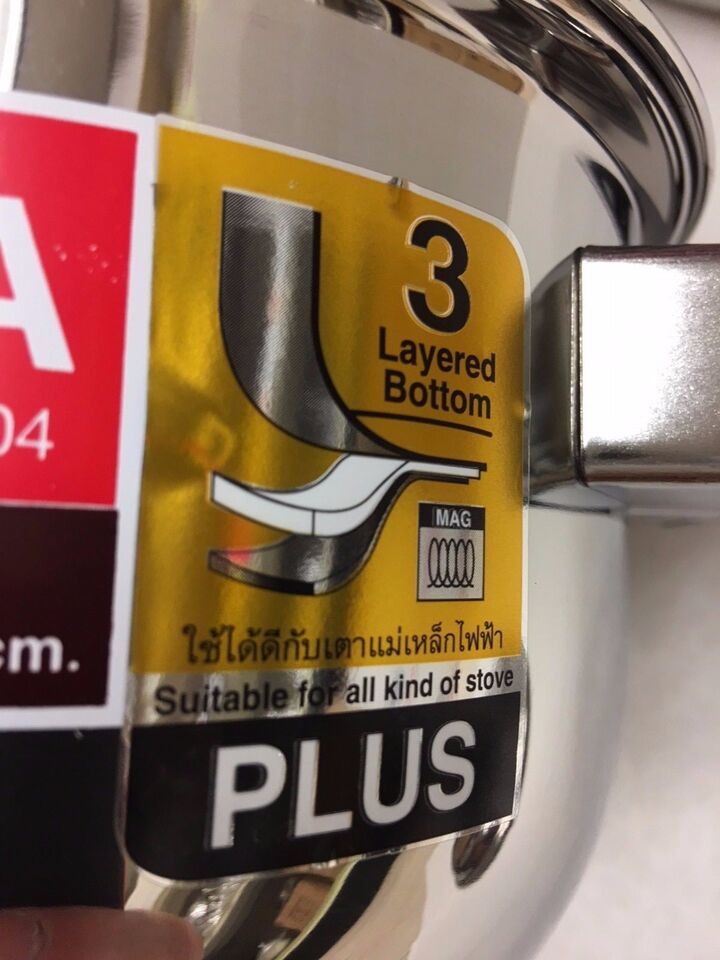 A
04
cm.
3
Layered
Bottom
MAG
ใช้ได้ดีกับเตาแม่เหล็กไฟฟ้า
Suitable for all kind of stove
PLUS